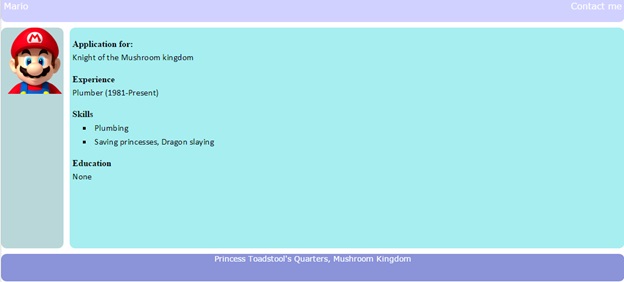 Mario
Contact me
M
Application for:
Knight of the Mushroom kingdom
Experience
Plumber (1981-Present)
Skills
Plumbing
Saving princesses, Dragon slaying
Education
None
Princess Toadstool's Quarters, Mushroom Kingdom